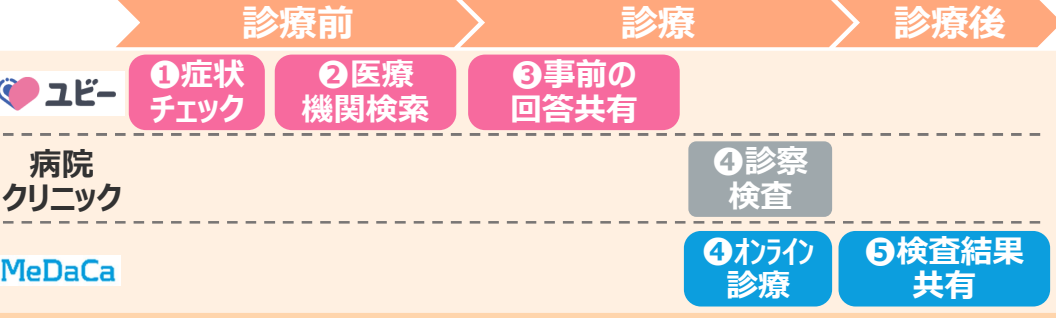 診療前
診療
診療後
ユビー
❶症状
チェック
❷医療
機関検索
❸事前の
回答共有
病院
クリニック
❹診察
検査
MeDaCa
❹オンライン
診療
❺検査結果
共有